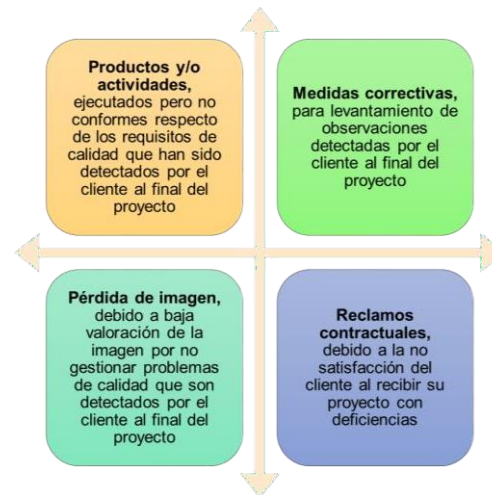 Productos y/o
actividades,
ejecutados pero no
conformes respecto
de los requisitos de
calidad que han sido
detectados por el
cliente al final del
proyecto
Medidas correctivas,
para levantamiento de
observaciones
detectadas por el
cliente al final del
proyecto
Pérdida de imagen,
debido a baja
valoración de la
imagen por no
gestionar problemas
de calidad que son
detectados por el
cliente al final del
proyecto
Reclamos
contractuales,
debido a la no
satisfacción del
cliente al recibir su
proyecto con
deficiencias